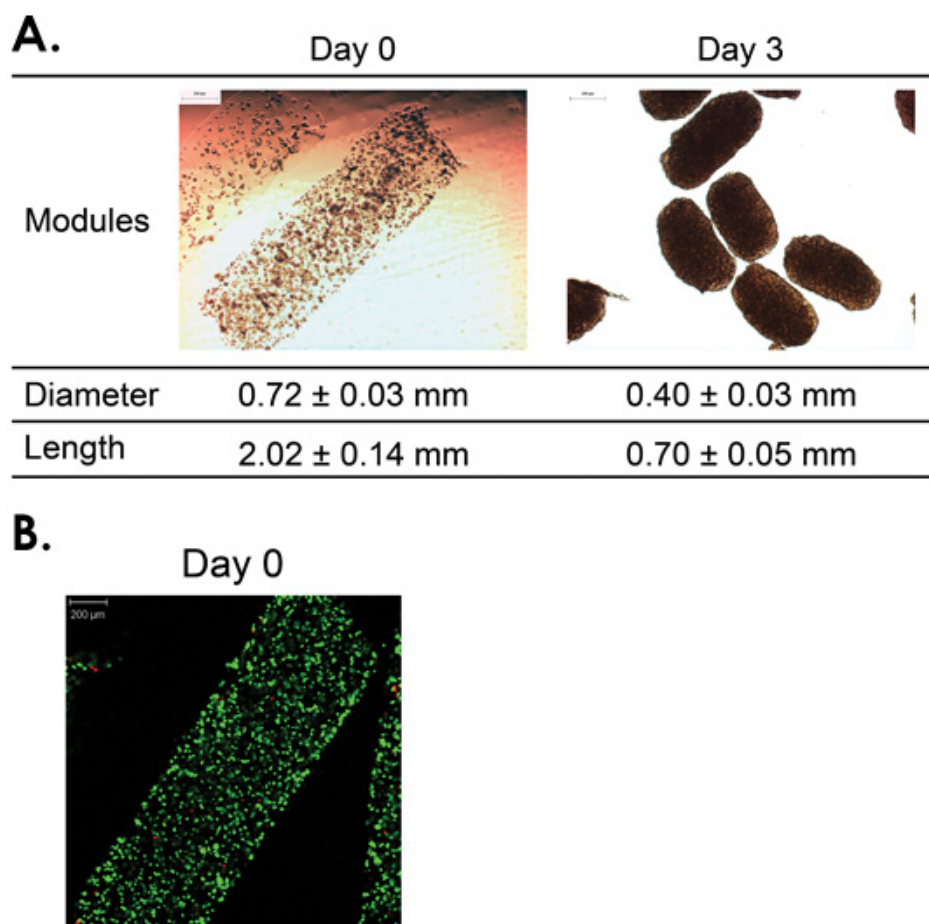 A.
Day 0 Day 3
Modules
Diameter 0.72 ± 0.03 mm 0.40 ± 0.03 mm
Length 2.02 ± 0.14 mm 0.70 ± 0.05 mm
B.
Day 0
200 µm